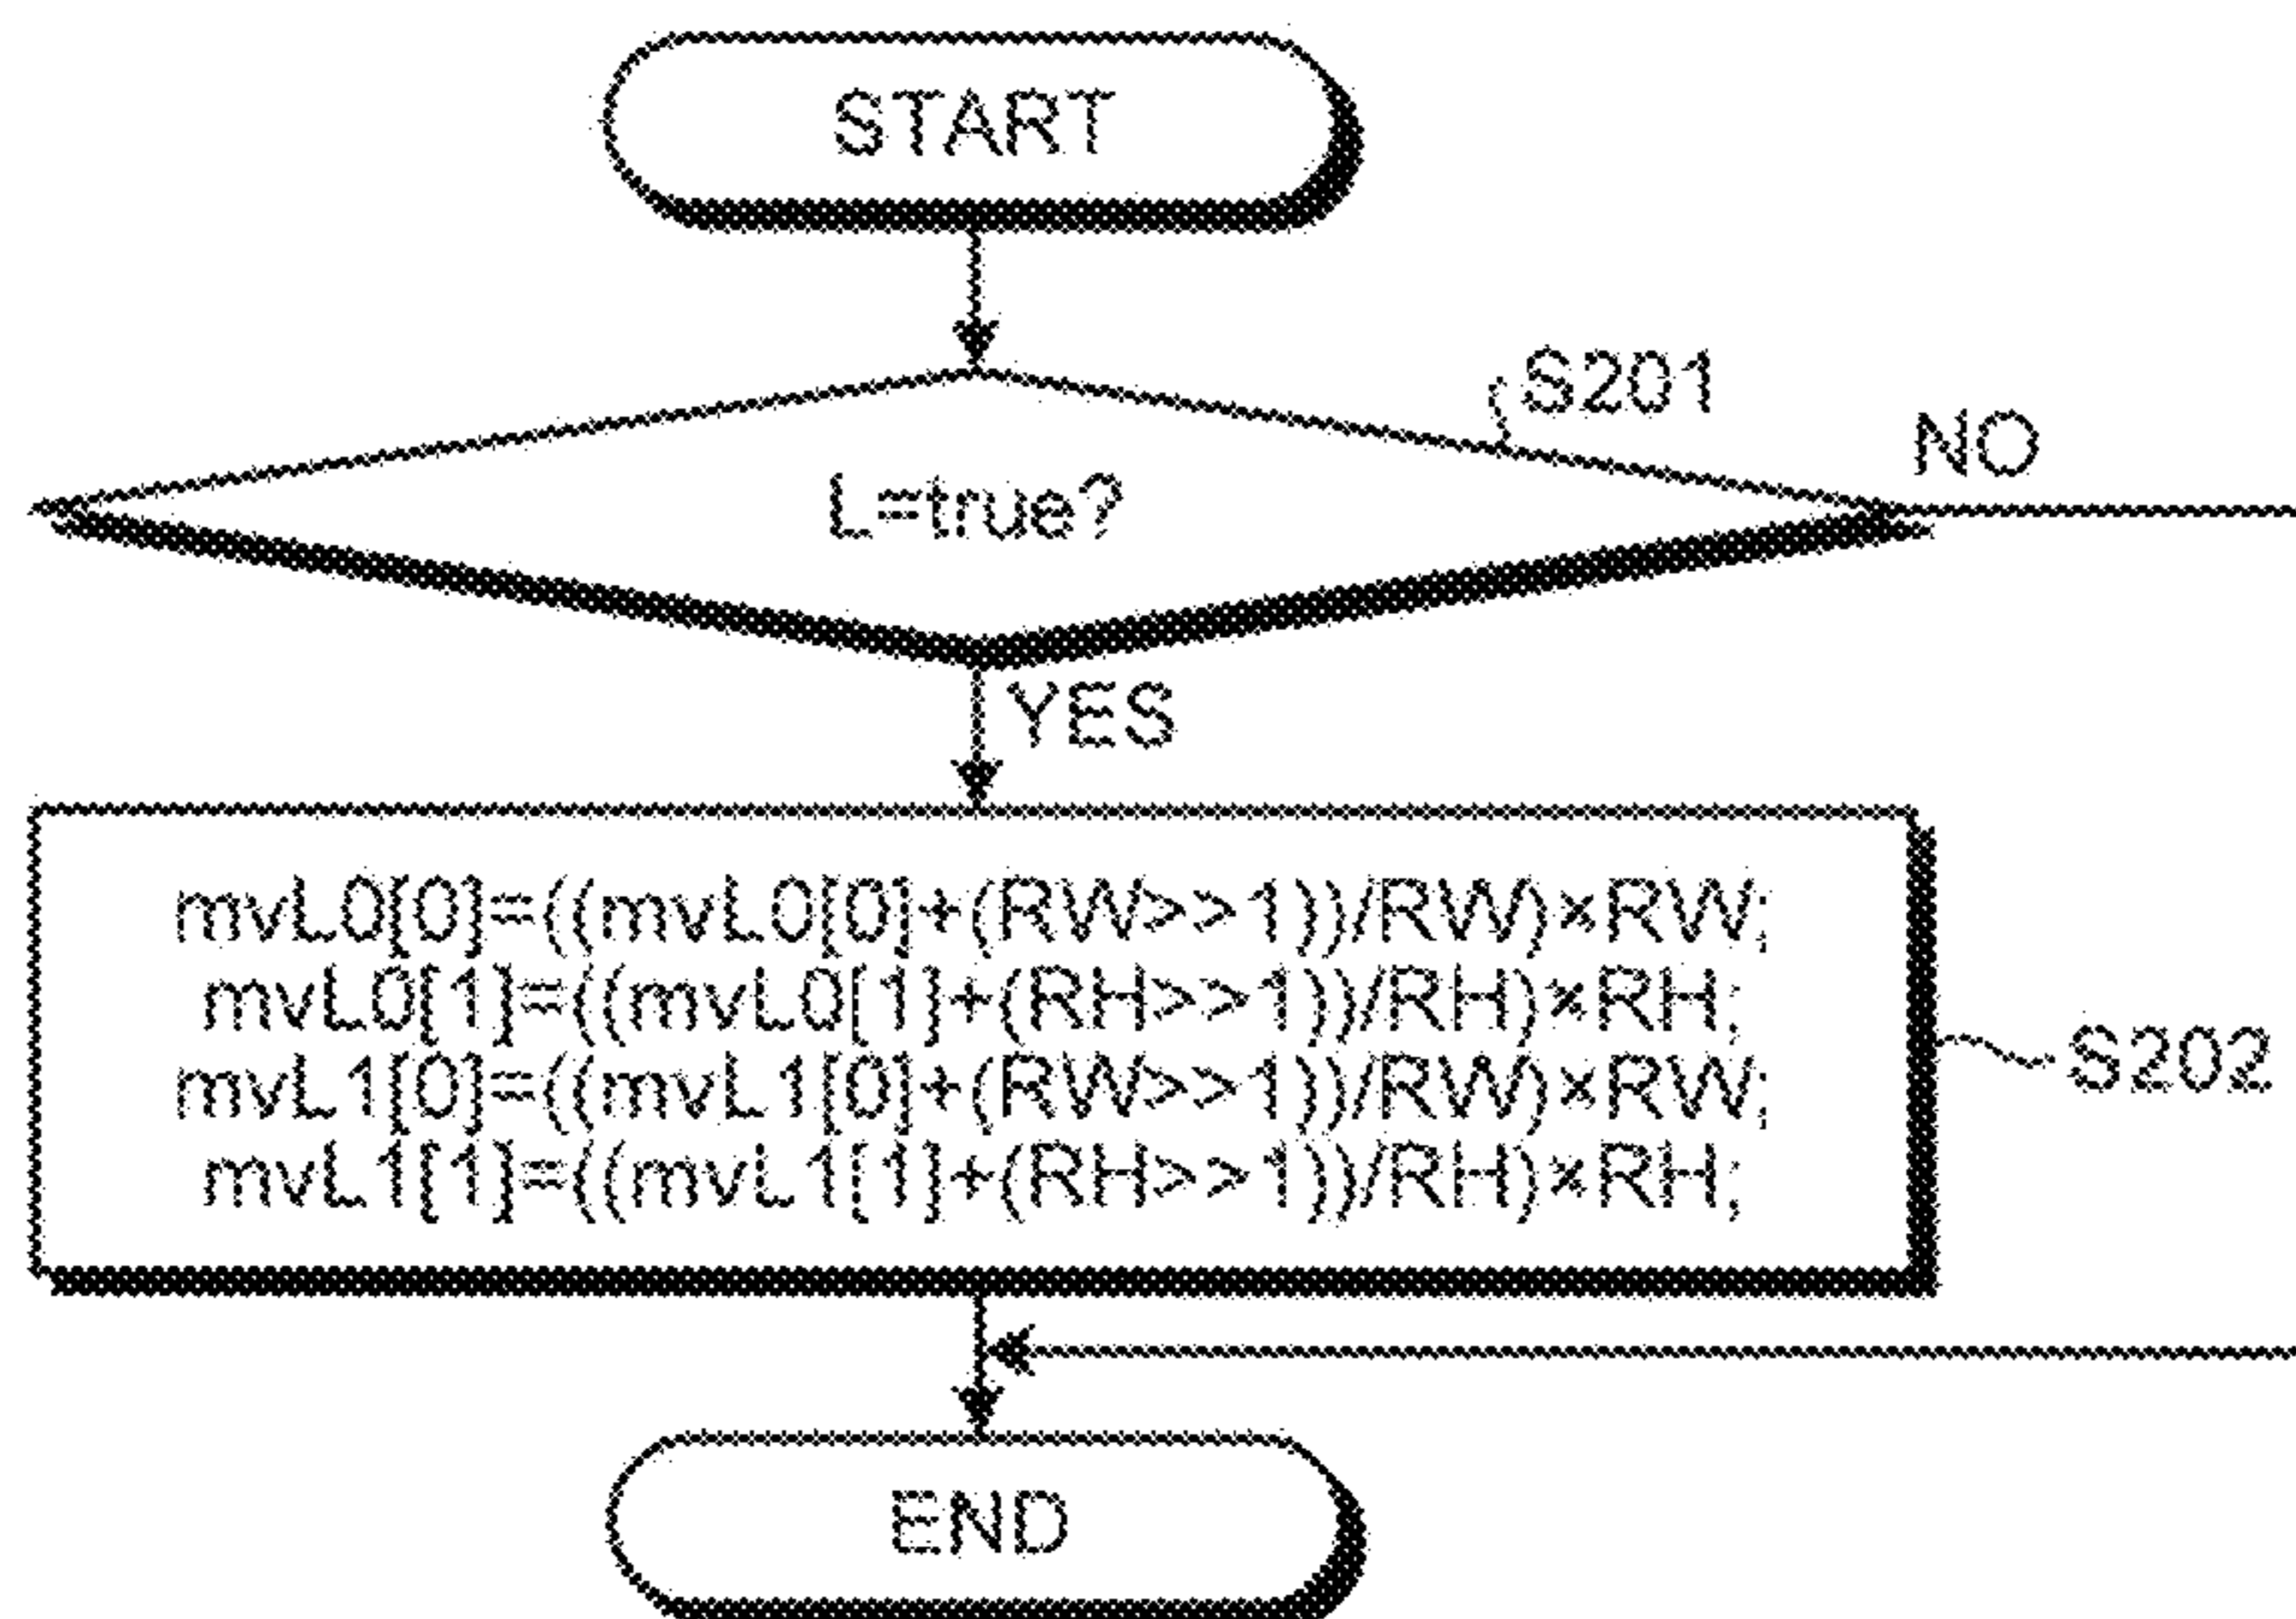 START
S201
NO
L=true?
YES
mvL0[0]=((mvL0[0]+(RW>>1))/RW)×RW;
mvL0[1]=((mvL0[1]+(RH>>1))/RH)×RH;
mvL1[0]=((mvL1[0]+(RW>>1))/RW)×RW;
mvL1[1]=((mvL1[1]+(RH>>1))/RH)×RH;
S202
END